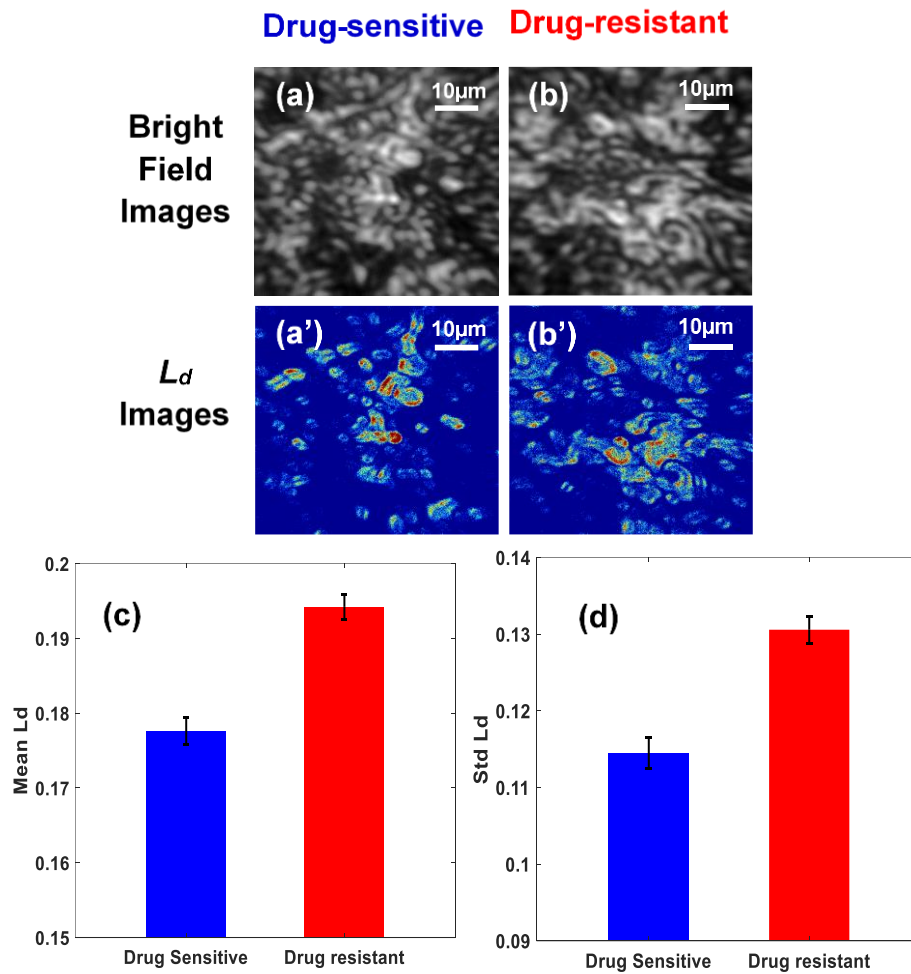 Drug-sensitive Drug-resistant
(a) 10µm (b) 10µm
Bright
Field
Images
(a’) 10µm (b’) 10µm
Ld
Images
(c)
Mean Ld
0.2
0.19
0.18
0.17
0.16
0.15
Drug Sensitive Drug resistant
(d)
Std Ld
0.14
0.13
0.12
0.11
0.1
0.09
Drug Sensitive Drug resistant